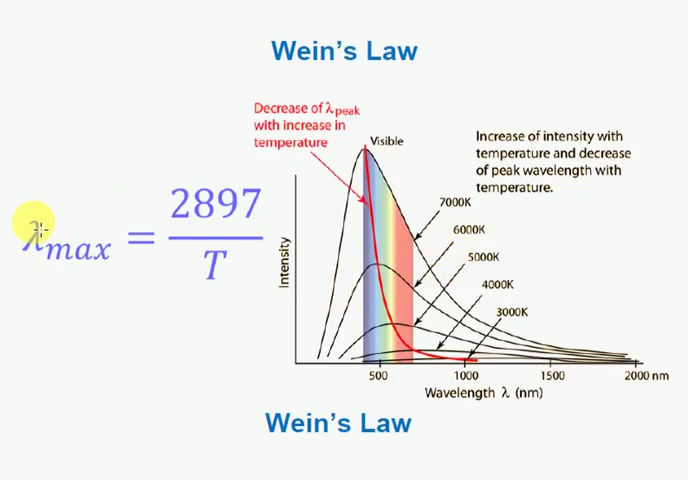 Wein's Law
Decrease of λpeak
with increase in
temperature
Visible
Increase of intensity with
temperature and decrease
of peak wavelength with
temperature.
λmax = 2897/T
7000K
6000K
5000K
4000K
3000K
Intensity
500 1000 1500 2000 nm
Wavelength λ (nm)
Wein's Law